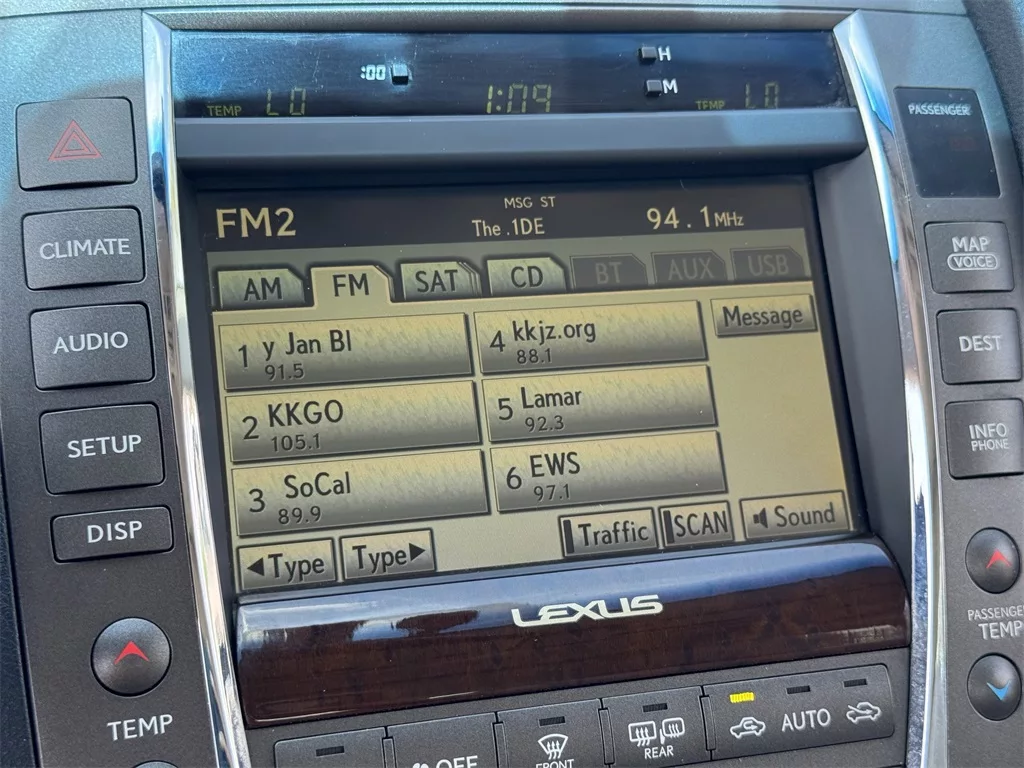 :00 H
M
TEMP LO 1:09 TEMP LO
PASSENGER
MSG ST
FM2 The .1DE 94.1MHz
AM FM SAT CD BT AUX USB
Message
1 y Jan Bl
91.5
4 kkjz.org
88.1
2 KKGO
105.1
5 Lamar
92.3
3 SoCal
89.9
6 EWS
97.1
◄Type Type► Traffic SCAN Sound
CLIMATE
AUDIO
SETUP
DISP
TEMP
MAP
VOICE
DEST
INFO
PHONE
PASSENGER
TEMP
LEXUS
OFF
FRONT
REAR
AUTO